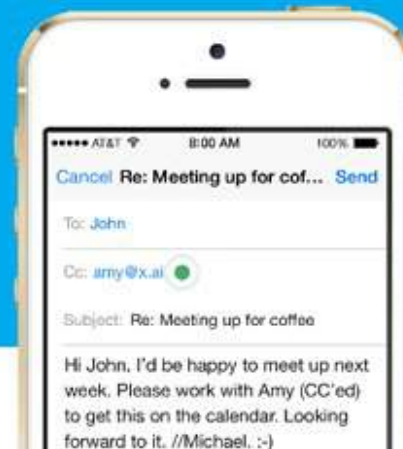 AT&T 8:00 AM 100%
Cancel Re: Meeting up for cof... Send
To: John
Cc: amy@x.ai
Subject: Re: Meeting up for coffee
Hi John, I'd be happy to meet up next
week. Please work with Amy (CC'ed)
to get this on the calendar. Looking
forward to it. //Michael. :-)